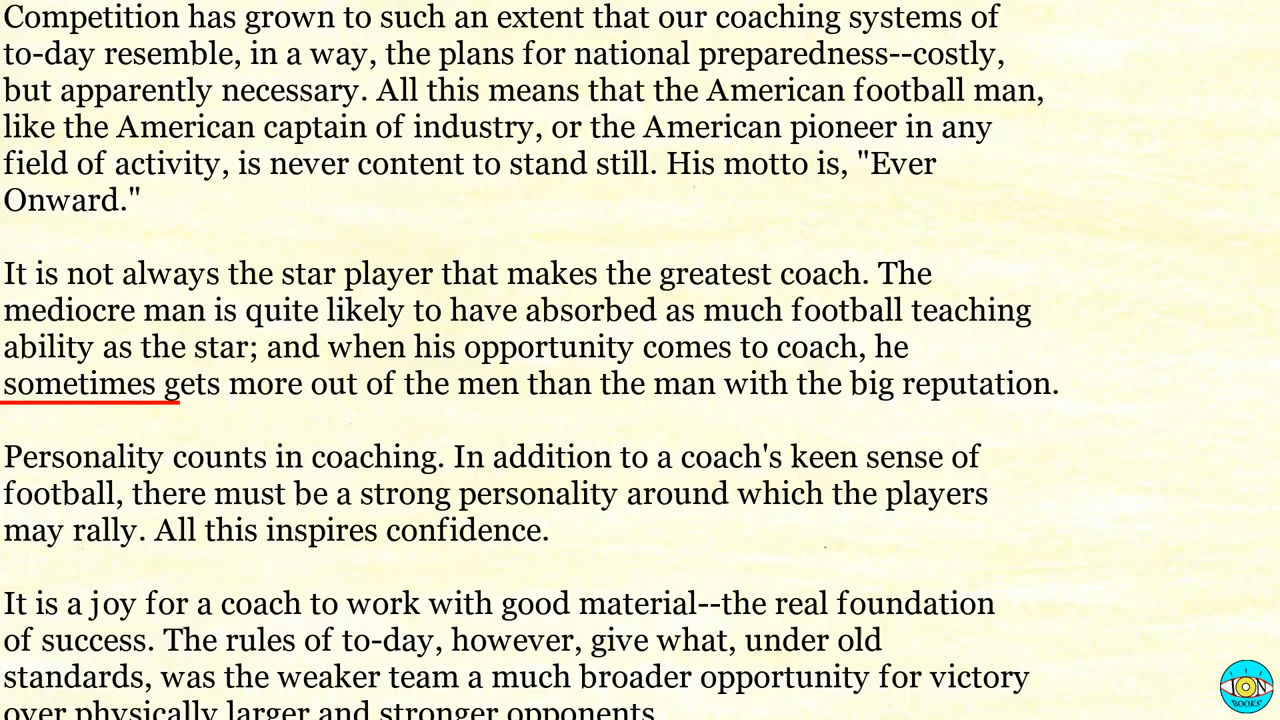 Competition has grown to such an extent that our coaching systems of
to-day resemble, in a way, the plans for national preparedness--costly,
but apparently necessary. All this means that the American football man,
like the American captain of industry, or the American pioneer in any
field of activity, is never content to stand still. His motto is, "Ever
Onward."
It is not always the star player that makes the greatest coach. The
mediocre man is quite likely to have absorbed as much football teaching
ability as the star; and when his opportunity comes to coach, he
sometimes gets more out of the men than the man with the big reputation.
Personality counts in coaching. In addition to a coach's keen sense of
football, there must be a strong personality around which the players
may rally. All this inspires confidence.
It is a joy for a coach to work with good material--the real foundation
of success. The rules of to-day, however, give what, under old
standards, was the weaker team a much broader opportunity for victory
over physically larger and stronger opponents.
ION
BOOKS